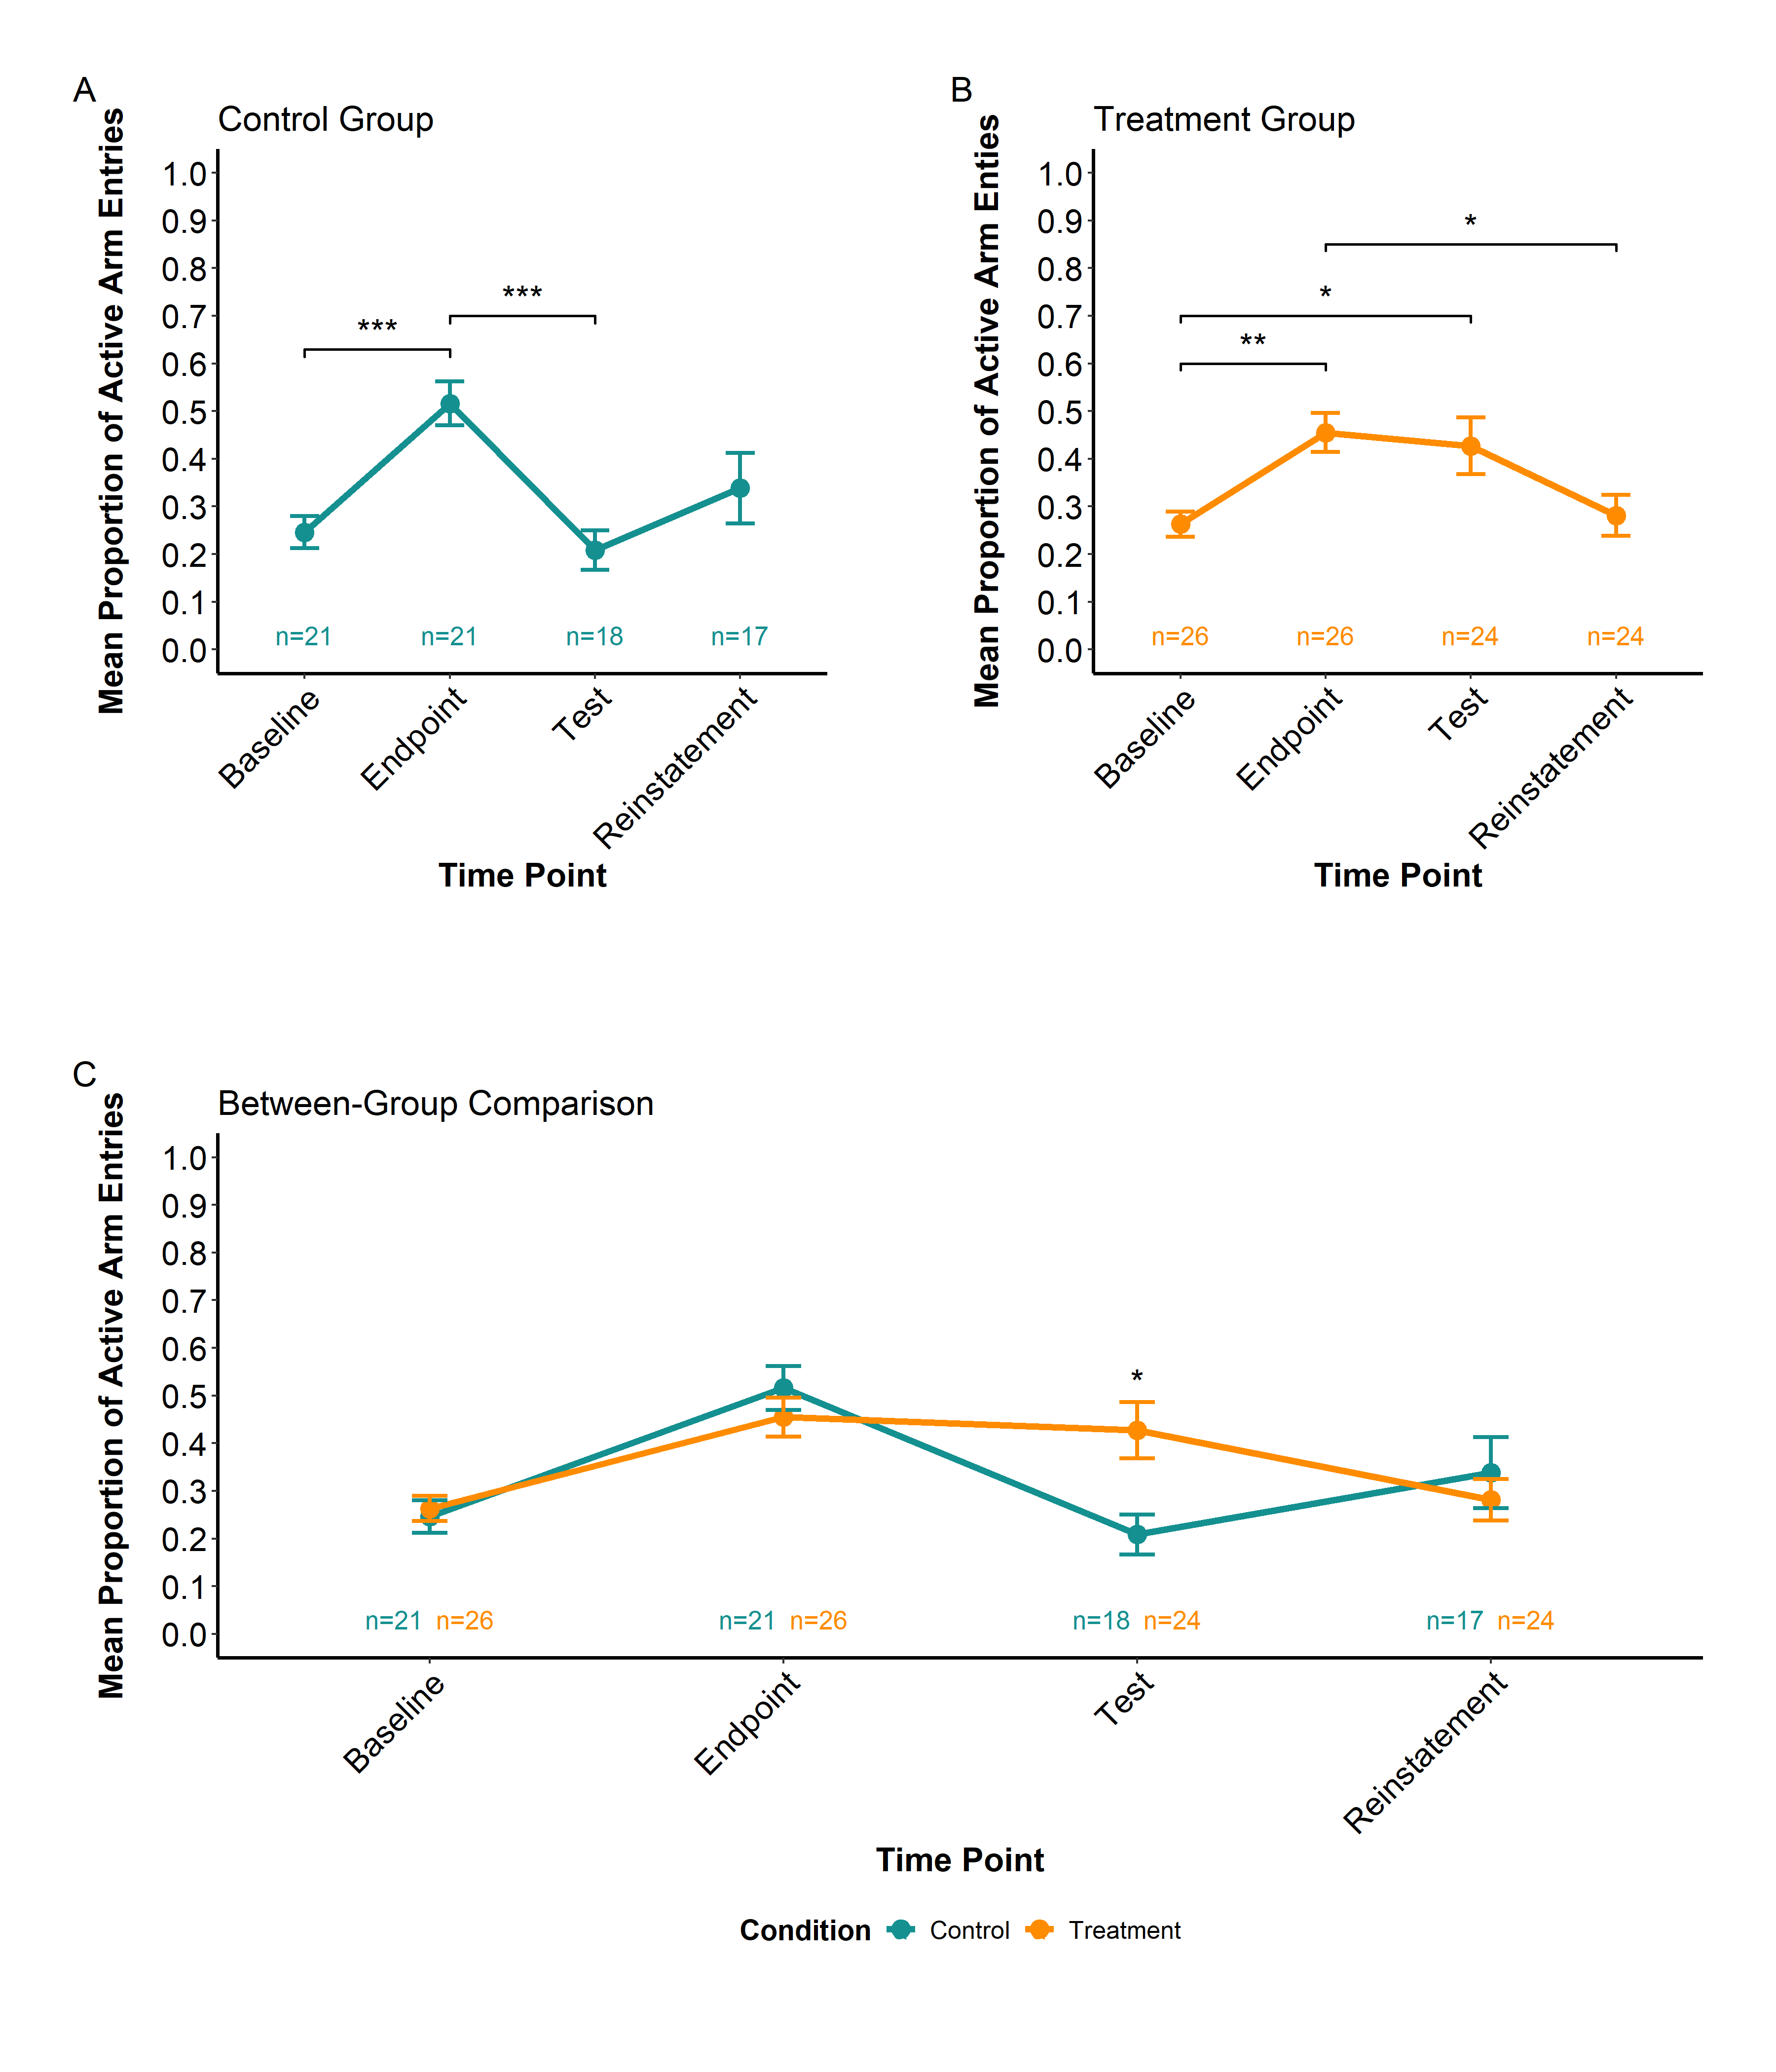 A
Control Group
Mean Proportion of Active Arm Entries
1.0
0.9
0.8
0.7
0.6
0.5
0.4
0.3
0.2
0.1
0.0
***
***
n=21
n=21
n=18
n=17
Baseline
Endpoint
Test
Reinstatement
Time Point
B
Treatment Group
Mean Proportion of Active Arm Enties
1.0
0.9
0.8
0.7
0.6
0.5
0.4
0.3
0.2
0.1
0.0
*
*
**
n=26
n=26
n=24
n=24
Baseline
Endpoint
Test
Reinstatement
Time Point
C
Between-Group Comparison
Mean Proportion of Active Arm Entries
1.0
0.9
0.8
0.7
0.6
0.5
0.4
0.3
0.2
0.1
0.0
*
n=21 n=26
n=21 n=26
n=18 n=24
n=17 n=24
Baseline
Endpoint
Test
Reinstatement
Time Point
Condition Control Treatment